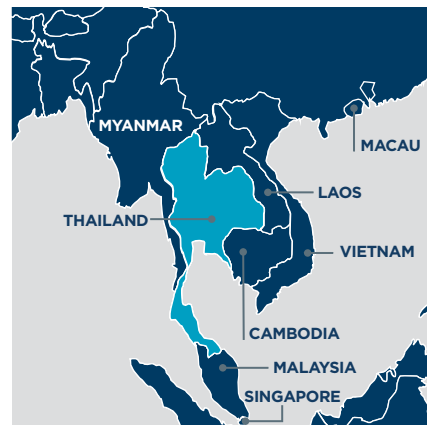 MYANMAR
MACAU
LAOS
THAILAND
VIETNAM
CAMBODIA
MALAYSIA
SINGAPORE